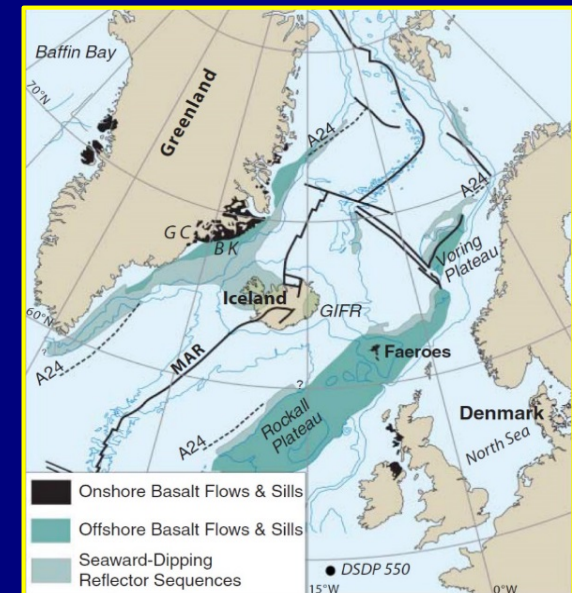 Baffin Bay
70°N
Greenland
A24
A24
GC
BK
Vöring
Plateau
Iceland
GIFR
60°N
A24
MAR
Faeroes
?
Denmark
A24
Rockall
Plateau
North Sea
Onshore Basalt Flows & Sills
Offshore Basalt Flows & Sills
Seaward-Dipping
Reflector Sequences
DSDP 550
15°W
0°W